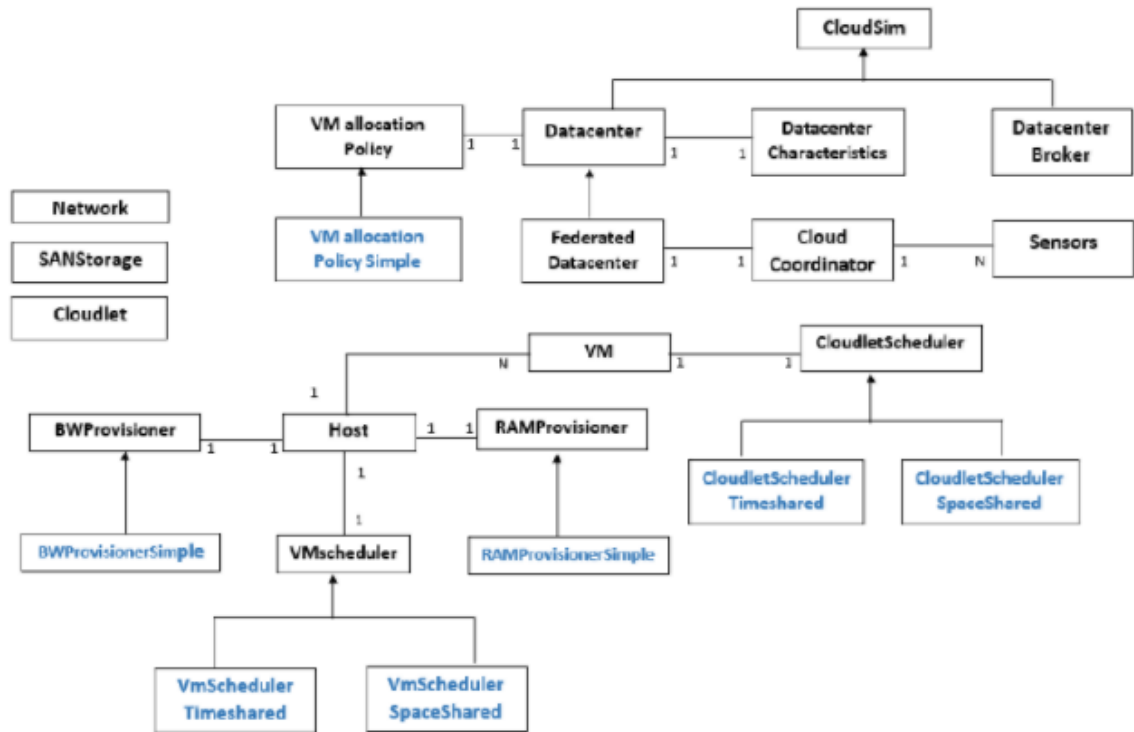 CloudSim
VM allocation
Policy
1
1
Datacenter
1
1
Datacenter
Characteristics
Datacenter
Broker
Network
SANStorage
Cloudlet
VM allocation
Policy Simple
Federated
Datacenter
1
1
Cloud
Coordinator
1
N
Sensors
VM
N
1
1
CloudletScheduler
1
BWProvisioner
1
1
Host
1
1
RAMProvisioner
1
1
CloudletScheduler
Timeshared
CloudletScheduler
SpaceShared
BWProvisionerSimple
VMscheduler
RAMProvisionerSimple
VmScheduler
Timeshared
VmScheduler
SpaceShared